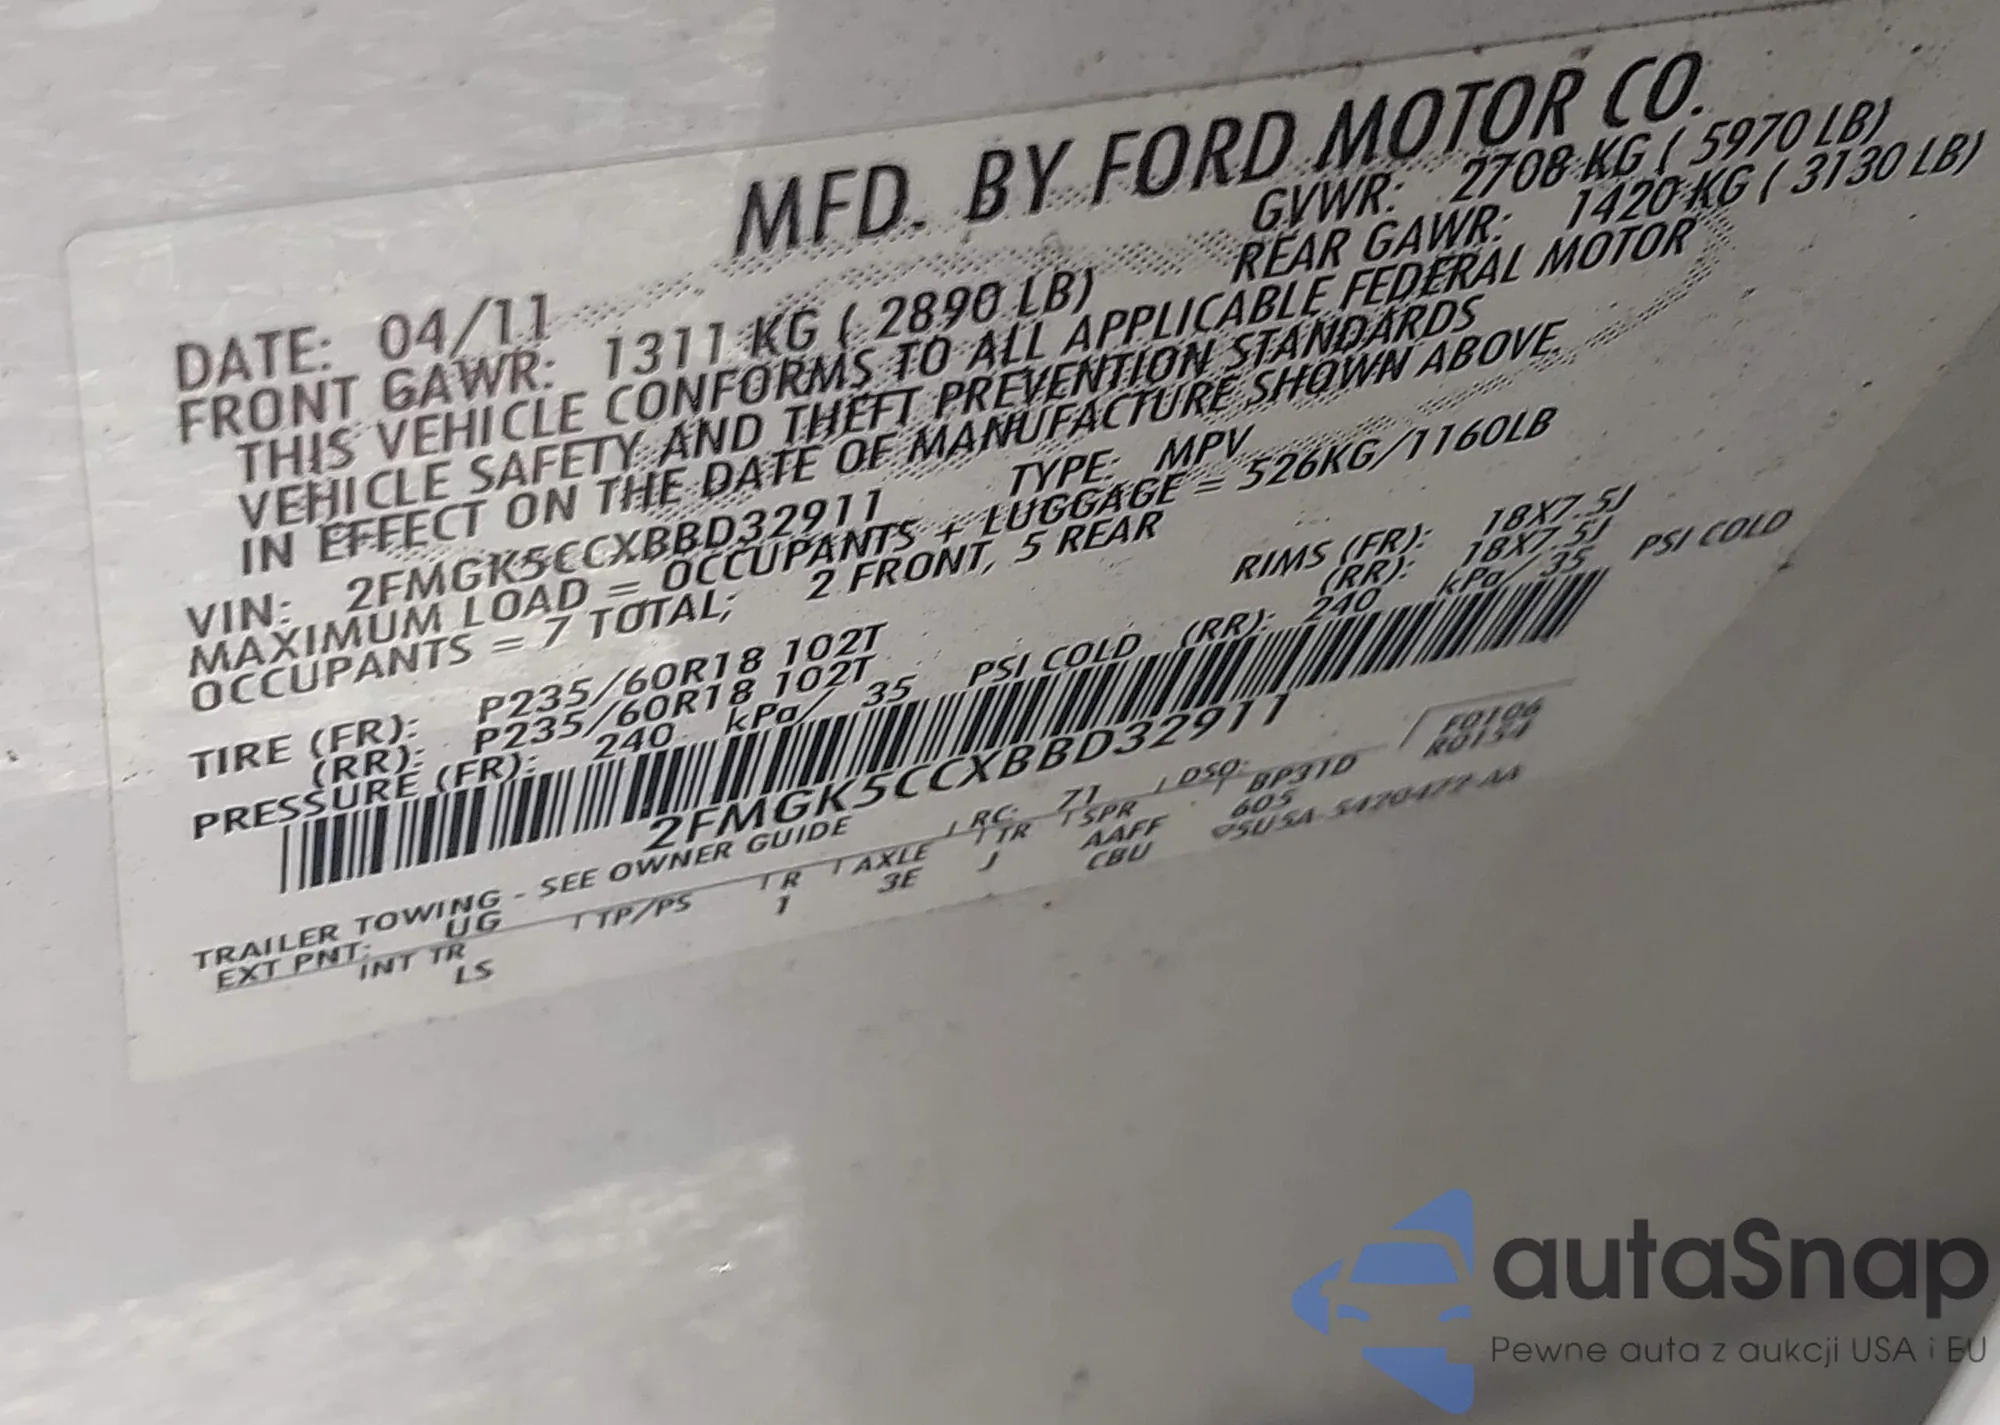 MFD. BY FORD MOTOR CO.
DATE: 04/11 GVWR: 2708 KG ( 5970 LB)
FRONT GAWR: 1311 KG ( 2890 LB) REAR GAWR: 1420 KG ( 3130 LB)
THIS VEHICLE CONFORMS TO ALL APPLICABLE FEDERAL MOTOR
VEHICLE SAFETY AND THEFT PREVENTION STANDARDS
IN EFFECT ON THE DATE OF MANUFACTURE SHOWN ABOVE.
VIN: 2FMGK5CCXBBD32911 TYPE: MPV
MAXIMUM LOAD = OCCUPANTS + LUGGAGE = 526KG/1160LB
OCCUPANTS = 7 TOTAL; 2 FRONT, 5 REAR
TIRE (FR): P235/60R18 102T RIMS (FR): 18X7.5J
(RR): P235/60R18 102T (RR): 18X7.5J
PRESSURE (FR): 240 kPa/ 35 PSI COLD (RR): 240 kPa/ 35 PSI COLD
2FMGK5CCXBBD32911
TRAILER TOWING - SEE OWNER GUIDE
EXT PNT: UG RC: 71 DSO: BP31D F0106
R0154
INT TR TP/PS R AXLE TR SPR 605
LS 1 3E J AAFF
CBU 5U5A-5420472-AA
autaSnap
Pewne auta z aukcji USA i EU